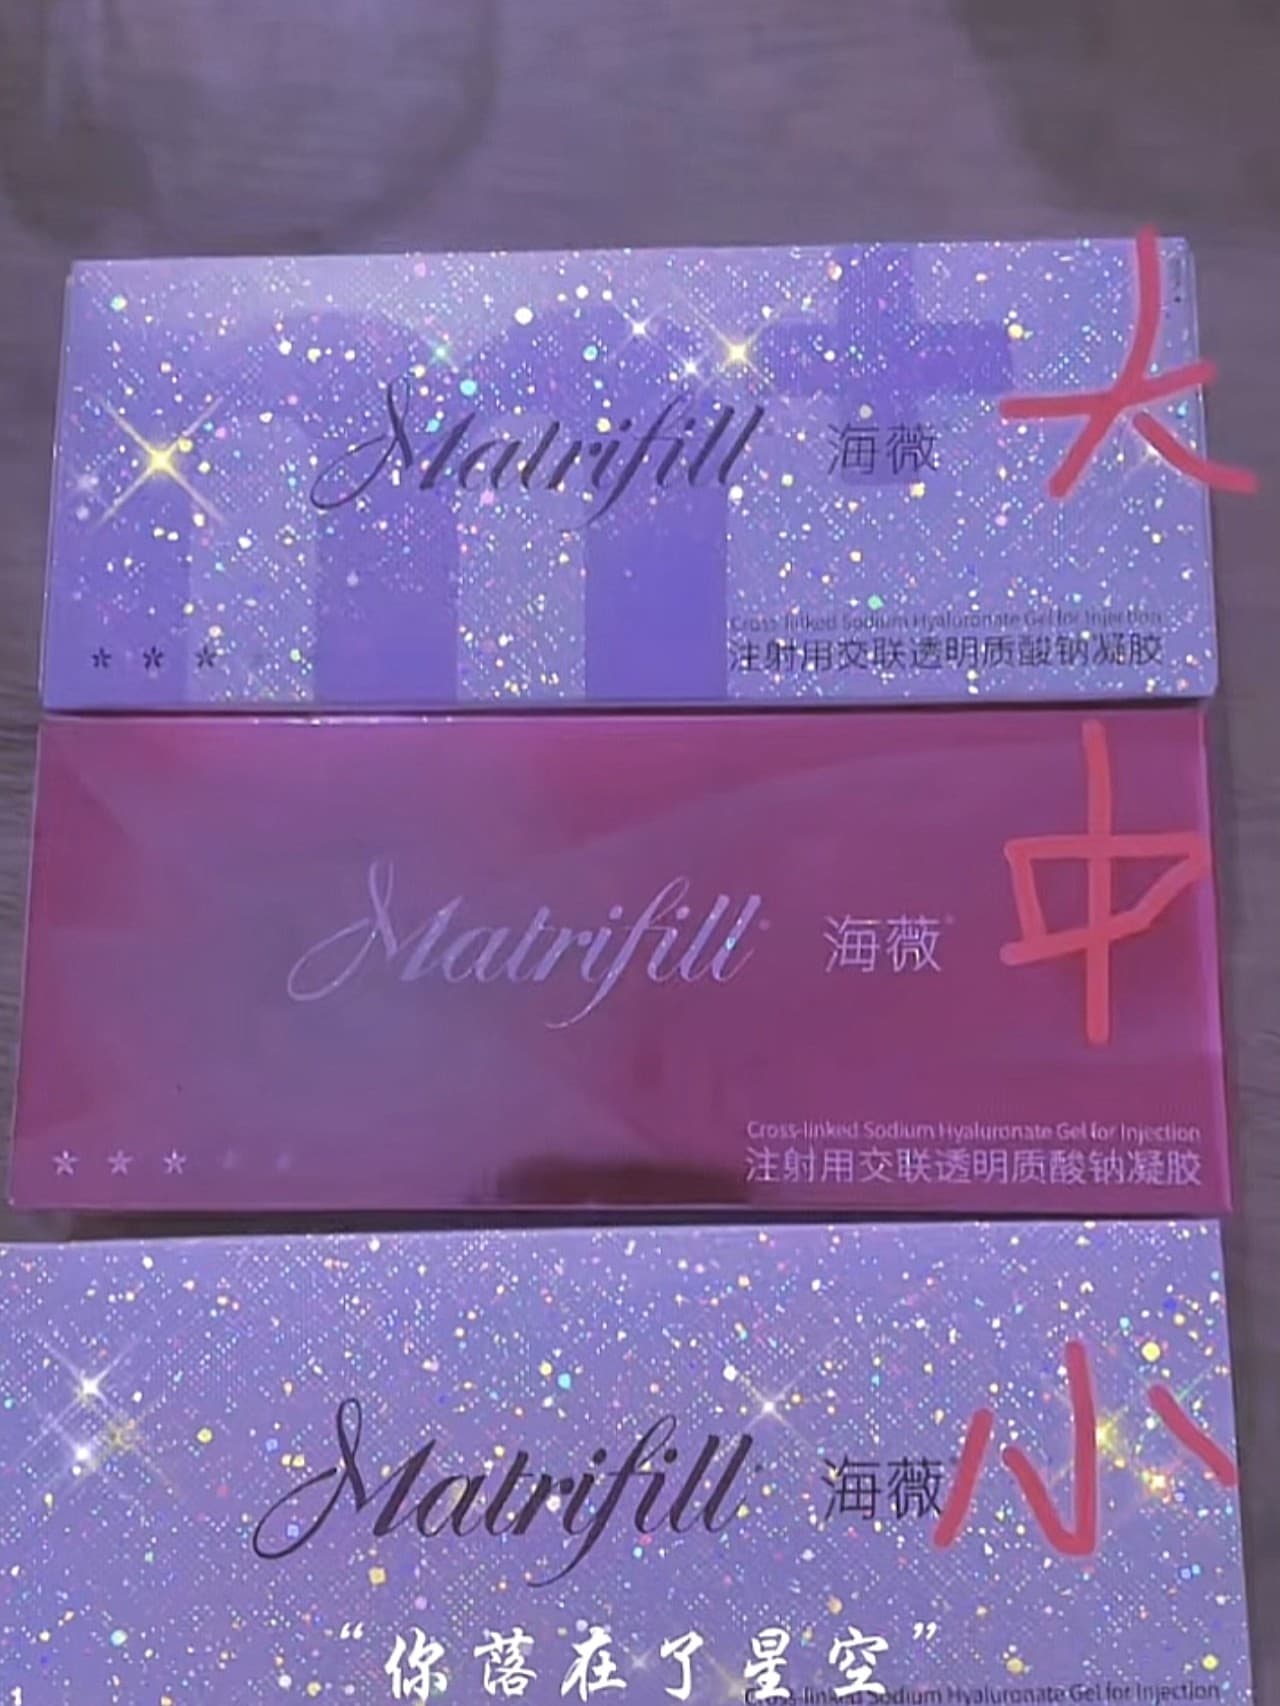 大
Matrifill 海薇
Cross-linked Sodium Hyaluronate Gel for Injection
注射用交联透明质酸钠凝胶
中
Matrifill 海薇
Cross-linked Sodium Hyaluronate Gel for Injection
注射用交联透明质酸钠凝胶
小
Matrifill 海薇
“你落在了星空”
Cross-linked Sodium Hyaluronate Gel for Injection